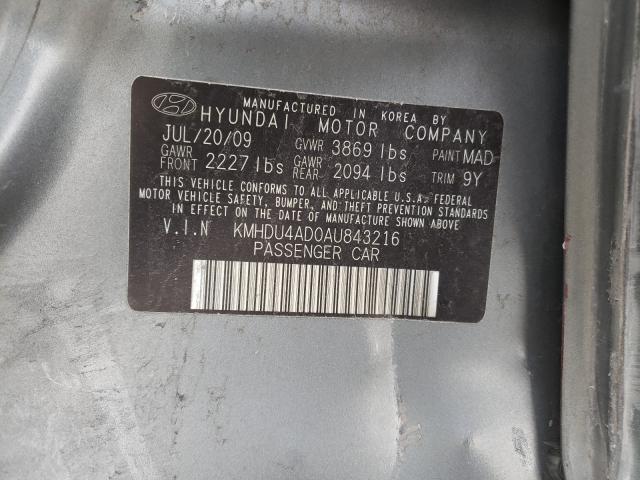 MANUFACTURED IN KOREA BY
HYUNDAI MOTOR COMPANY
JUL/20/09 GVWR 3869 lbs PAINT MAD
GAWR FRONT 2227 lbs GAWR REAR 2094 lbs TRIM 9Y
THIS VEHICLE CONFORMS TO ALL APPLICABLE U.S.A. FEDERAL
MOTOR VEHICLE SAFETY, BUMPER, AND THEFT PREVENTION STANDARDS
IN EFFECT ON THE DATE OF MANUFACTURE SHOWN ABOVE.
V.I.N KMHDU4AD0AU843216
PASSENGER CAR